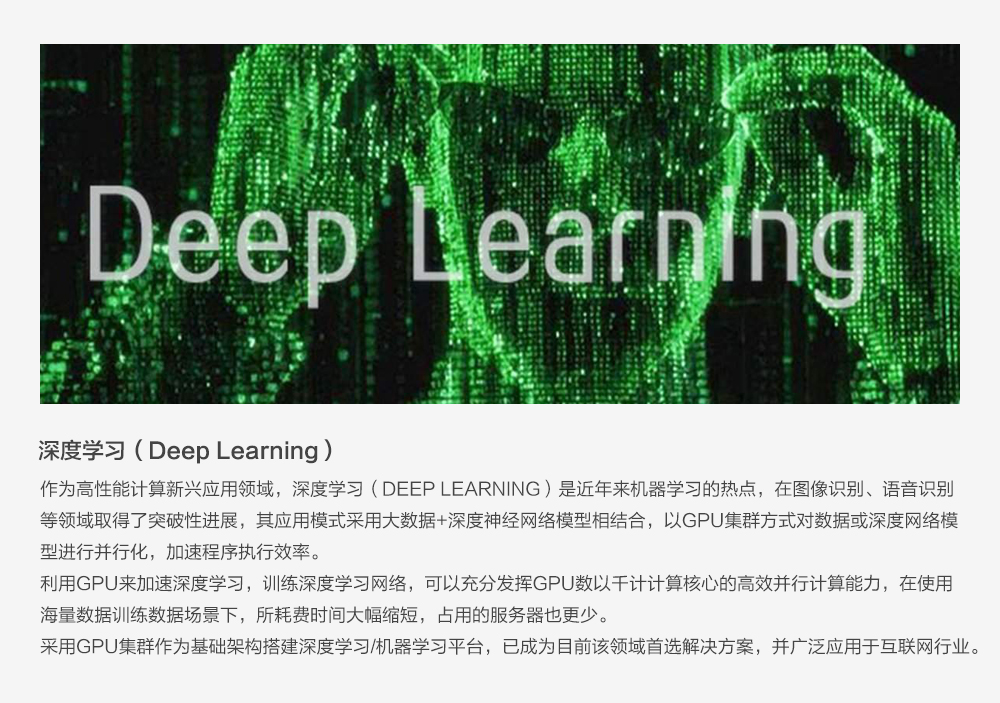 Deep Learning
深度学习（Deep Learning）
作为高性能计算新兴应用领域，深度学习（DEEP LEARNING）是近年来机器学习的热点，在图像识别、语音识别
等领域取得了突破性进展，其应用模式采用大数据+深度神经网络模型相结合，以GPU集群方式对数据或深度网络模
型进行并行化，加速程序执行效率。
利用GPU来加速深度学习，训练深度学习网络，可以充分发挥GPU数以千计计算核心的高效并行计算能力，在使用
海量数据训练数据场景下，所耗费时间大幅缩短，占用的服务器也更少。
采用GPU集群作为基础架构搭建深度学习/机器学习平台，已成为目前该领域首选解决方案，并广泛应用于互联网行业。